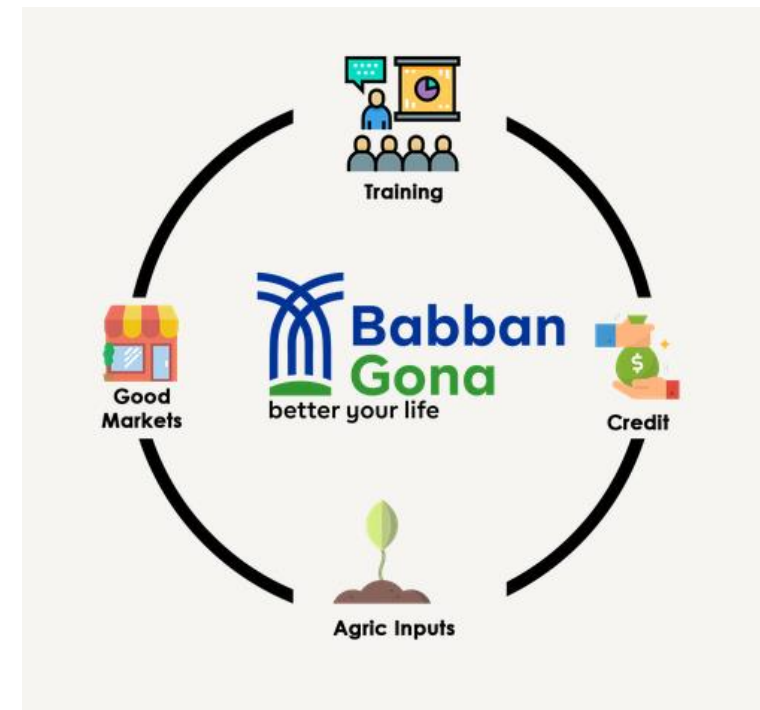 Training
Babban
Gona
better your life
Good
Markets
$
Credit
Agric Inputs